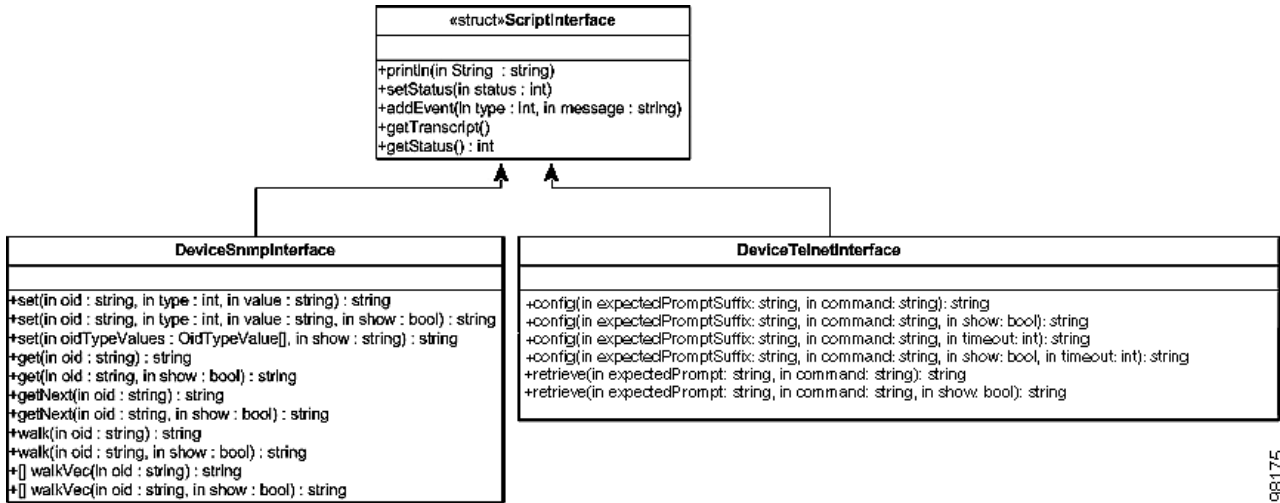 «struct»ScriptInterface
+println(in String : string)
+setStatus(in status : int)
+addEvent(in type : int, in message : string)
+getTranscript()
+getStatus() : int
DeviceSnmpInterface
+set(in oid : string, in type : int, in value : string) : string
+set(in oid : string, in type : int, in value : string, in show : bool) : string
+set(in oidTypeValues : OidTypeValue[], in show : string) : string
+get(in oid : string) : string
+get(in oid : string, in show : bool) : string
+getNext(in oid : string) : string
+getNext(in oid : string, in show : bool) : string
+walk(in oid : string) : string
+walk(in oid : string, in show : bool) : string
+[] walkVec(in oid : string) : string
+[] walkVec(in oid : string, in show : bool) : string
DeviceTelnetInterface
+config(in expectedPromptSuffix: string, in command: string): string
+config(in expectedPromptSuffix: string, in command: string, in show: bool): string
+config(in expectedPromptSuffix: string, in command: string, in timeout: int): string
+config(in expectedPromptSuffix: string, in command: string, in show: bool, in timeout: int): string
+retrieve(in expectedPrompt: string, in command: string): string
+retrieve(in expectedPrompt: string, in command: string, in show: bool): string
98175